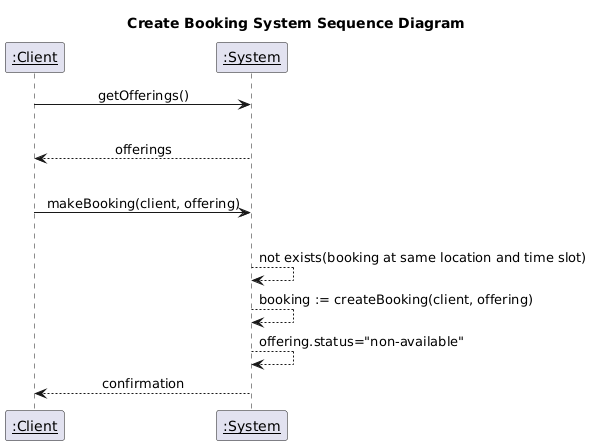 Create Booking System Sequence Diagram
:Client
:System
getOfferings()
offerings
makeBooking(client, offering)
not exists(booking at same location and time slot)
booking := createBooking(client, offering)
offering.status="non-available"
confirmation
:Client
:System